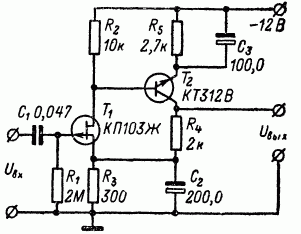 R2
10к
R5
2,7к
-12 В
C3
100,0
T2
КТ312В
C1 0,047
T1
КП103Ж
Uвх
R4
2к
Uвых
R1
2М
R3
300
C2
200,0